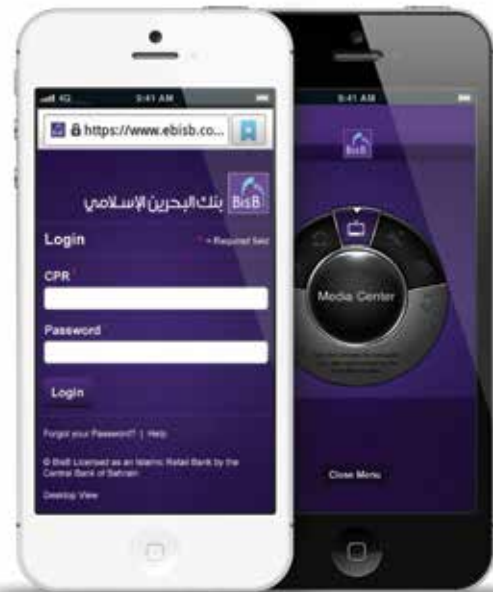 4G 9:41 AM
https://www.ebisb.co...
بنك البحرين الإسلامي
BisB
Login
* = Required field
CPR *
Password
Login
Forgot your Password? | Help
© BisB Licensed as an Islamic Retail Bank by the
Central Bank of Bahrain
Desktop View
9:41 AM
BisB
Media Center
Close Menu